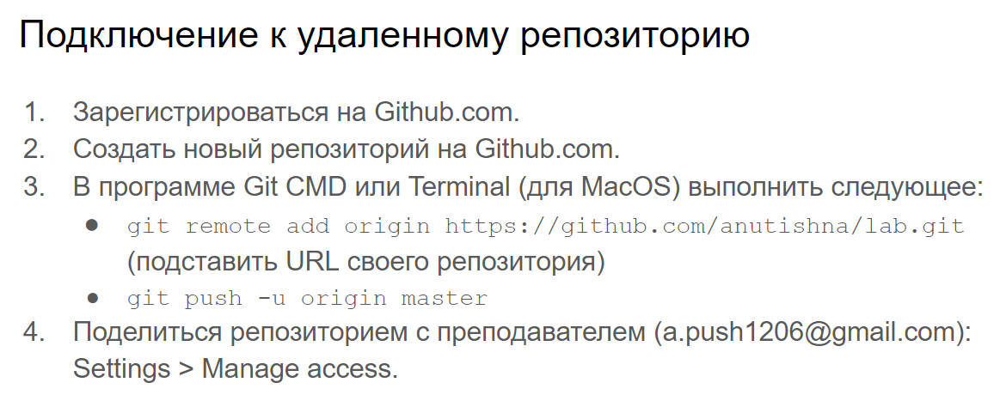 Подключение к удаленному репозиторию
1. Зарегистрироваться на Github.com.
2. Создать новый репозиторий на Github.com.
3. В программе Git CMD или Terminal (для MacOS) выполнить следующее:
● git remote add origin https://github.com/anutishna/lab.git
(подставить URL своего репозитория)
● git push -u origin master
4. Поделиться репозиторием с преподавателем (a.push1206@gmail.com):
Settings > Manage access.